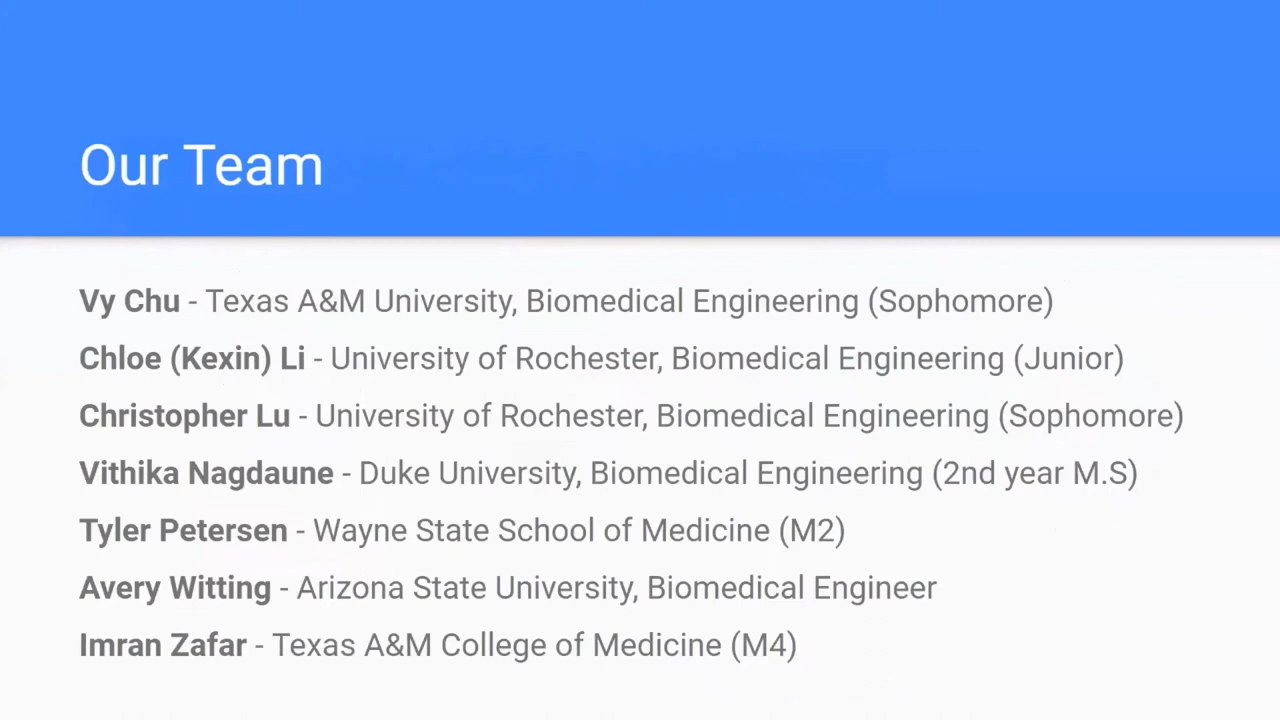 Our Team
Vy Chu - Texas A&M University, Biomedical Engineering (Sophomore)
Chloe (Kexin) Li - University of Rochester, Biomedical Engineering (Junior)
Christopher Lu - University of Rochester, Biomedical Engineering (Sophomore)
Vithika Nagdaune - Duke University, Biomedical Engineering (2nd year M.S)
Tyler Petersen - Wayne State School of Medicine (M2)
Avery Witting - Arizona State University, Biomedical Engineer
Imran Zafar - Texas A&M College of Medicine (M4)